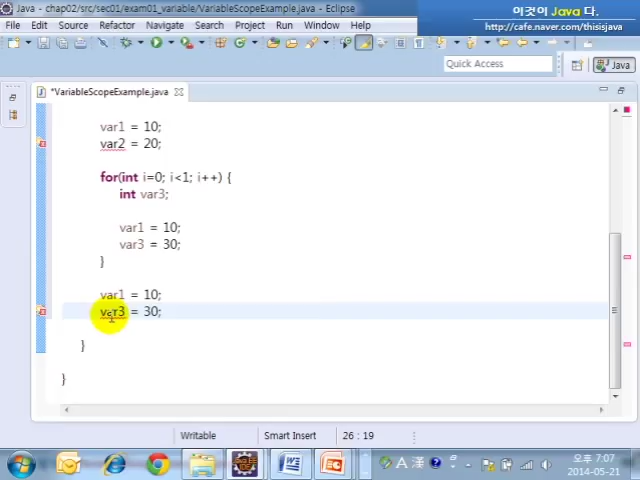 Java - chap02/src/sec01/exam01_variable/VariableScopeExample.java - Eclipse
이것이 Java 다.
http://cafe.naver.com/thisisjava
File Edit Source Refactor Navigate Search Project Run Window Help
Quick Access
Java
*VariableScopeExample.java
var1 = 10;
var2 = 20;
for(int i=0; i<1; i++) {
int var3;
var1 = 10;
var3 = 30;
}
var1 = 10;
var3 = 30;
}
}
Writable Smart Insert 26 : 19
A 漢
오후 7:07
2014-05-21